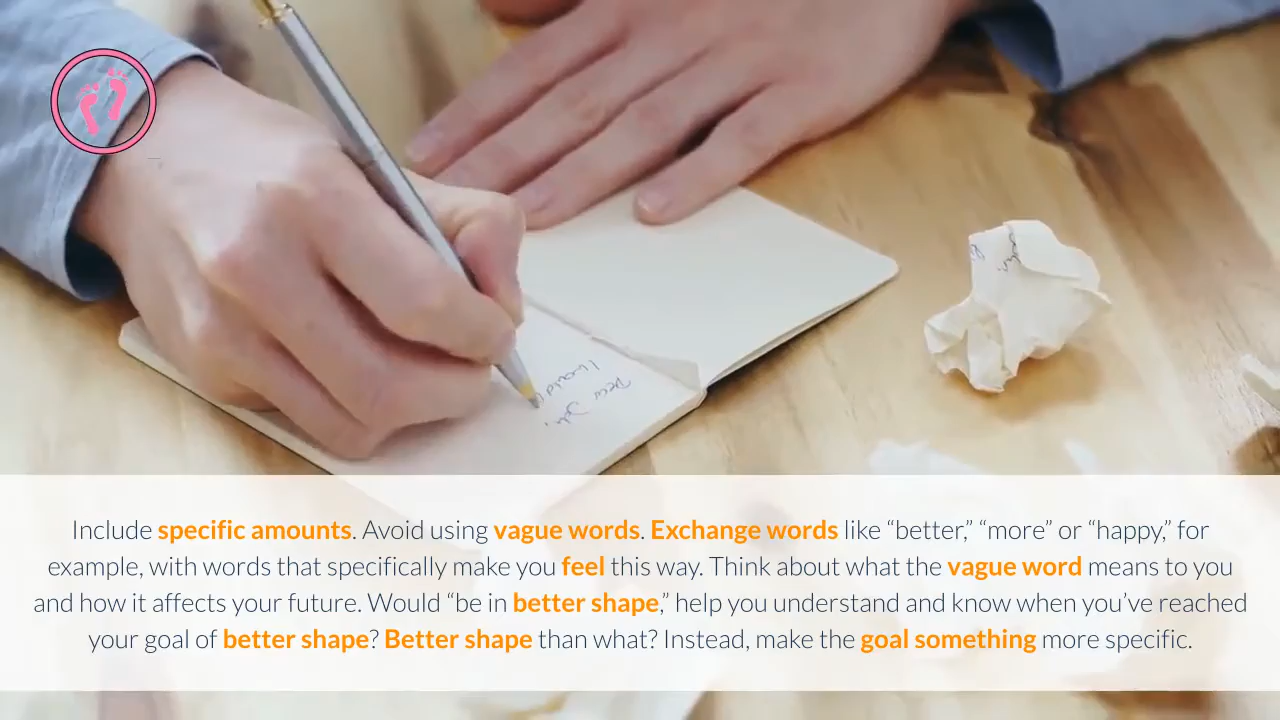 Include specific amounts. Avoid using vague words. Exchange words like “better,” “more” or “happy,” for
example, with words that specifically make you feel this way. Think about what the vague word means to you
and how it affects your future. Would “be in better shape,” help you understand and know when you’ve reached
your goal of better shape? Better shape than what? Instead, make the goal something more specific.
I would